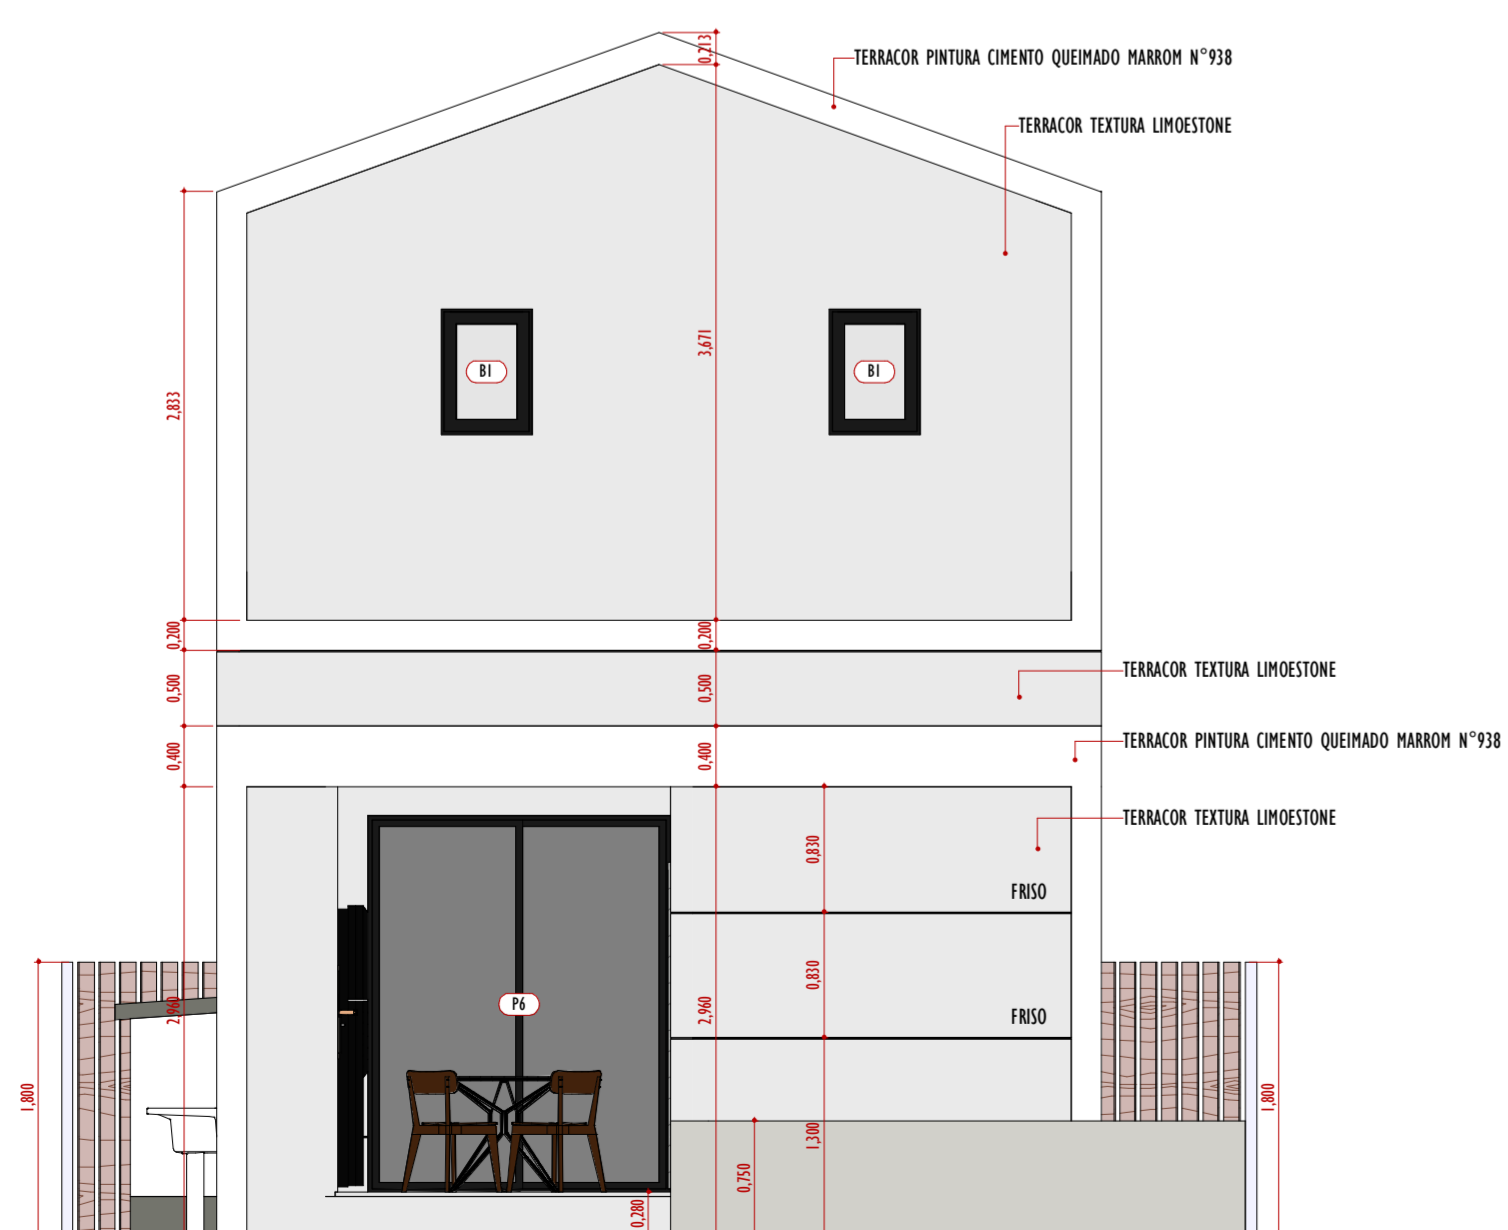 0,213
TERRACOR PINTURA CIMENTO QUEIMADO MARROM N°938
TERRACOR TEXTURA LIMOESTONE
3,671
B1
B1
2,833
0,200
0,200
0,500
0,500
TERRACOR TEXTURA LIMOESTONE
0,400
0,400
TERRACOR PINTURA CIMENTO QUEIMADO MARROM N°938
TERRACOR TEXTURA LIMOESTONE
0,830
FRISO
0,830
2,960
P6
2,960
FRISO
1,800
1,800
1,300
0,750
0,280